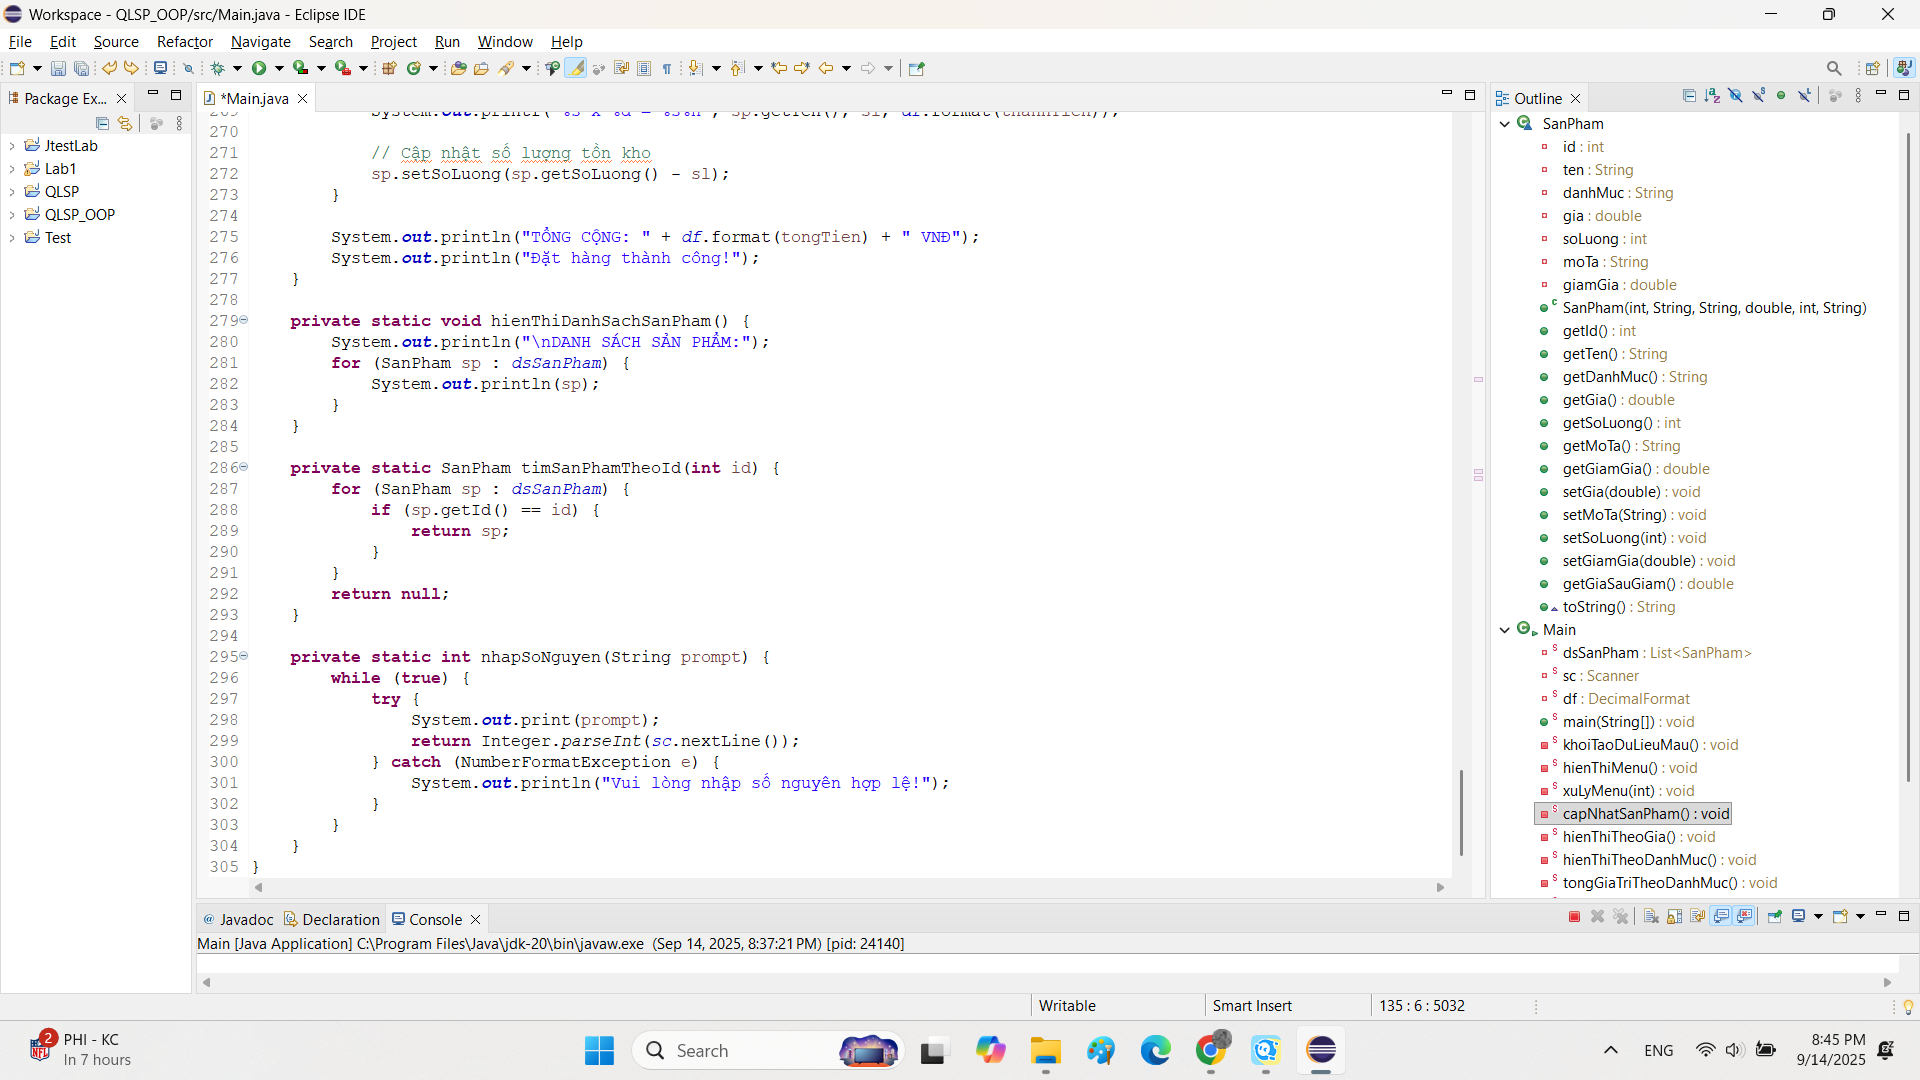 Workspace - QLSP_OOP/src/Main.java - Eclipse IDE
File Edit Source Refactor Navigate Search Project Run Window Help
Package Ex...
JtestLab
Lab1
QLSP
QLSP_OOP
Test
*Main.java
269 System.out.printf(" %s x %d = %s%n", sp.getTen(), sl, df.format(thanhTien));
270
271 // Cập nhật số lượng tồn kho
272 sp.setSoLuong(sp.getSoLuong() - sl);
273 }
274
275 System.out.println("TỔNG CỘNG: " + df.format(tongTien) + " VNĐ");
276 System.out.println("Đặt hàng thành công!");
277 }
278
279 private static void hienThiDanhSachSanPham() {
280 System.out.println("\nDANH SÁCH SẢN PHẨM:");
281 for (SanPham sp : dsSanPham) {
282 System.out.println(sp);
283 }
284 }
285
286 private static SanPham timSanPhamTheoId(int id) {
287 for (SanPham sp : dsSanPham) {
288 if (sp.getId() == id) {
289 return sp;
290 }
291 }
292 return null;
293 }
294
295 private static int nhapSoNguyen(String prompt) {
296 while (true) {
297 try {
298 System.out.print(prompt);
299 return Integer.parseInt(sc.nextLine());
300 } catch (NumberFormatException e) {
301 System.out.println("Vui lòng nhập số nguyên hợp lệ!");
302 }
303 }
304 }
305 }
Outline
SanPham
id : int
ten : String
danhMuc : String
gia : double
soLuong : int
moTa : String
giamGia : double
SanPham(int, String, String, double, int, String)
getId() : int
getTen() : String
getDanhMuc() : String
getGia() : double
getSoLuong() : int
getMoTa() : String
getGiamGia() : double
setGia(double) : void
setMoTa(String) : void
setSoLuong(int) : void
setGiamGia(double) : void
getGiaSauGiam() : double
toString() : String
Main
dsSanPham : List<SanPham>
sc : Scanner
df : DecimalFormat
main(String[]) : void
khoiTaoDuLieuMau() : void
hienThiMenu() : void
xuLyMenu(int) : void
capNhatSanPham() : void
hienThiTheoGia() : void
hienThiTheoDanhMuc() : void
tongGiaTriTheoDanhMuc() : void
Javadoc Declaration Console
Main [Java Application] C:\Program Files\Java\jdk-20\bin\javaw.exe (Sep 14, 2025, 8:37:21 PM) [pid: 24140]
Writable Smart Insert 135 : 6 : 5032
2
PHI - KC
In 7 hours
Search
ENG
8:45 PM
9/14/2025